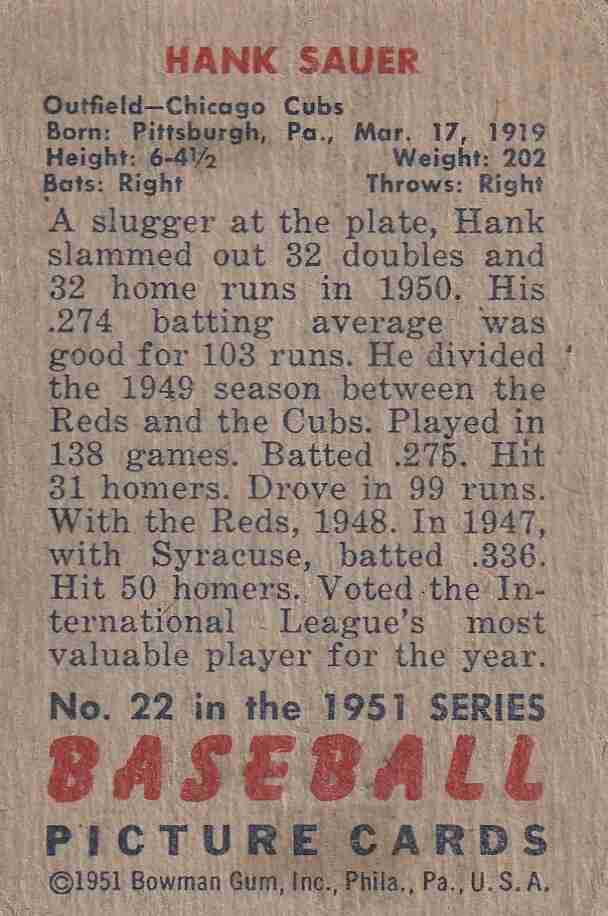 HANK SAUER
Outfield—Chicago Cubs
Born: Pittsburgh, Pa., Mar. 17, 1919
Height: 6-4½ Weight: 202
Bats: Right Throws: Right
A slugger at the plate, Hank
slammed out 32 doubles and
32 home runs in 1950. His
.274 batting average was
good for 103 runs. He divided
the 1949 season between the
Reds and the Cubs. Played in
138 games. Batted .275. Hit
31 homers. Drove in 99 runs.
With the Reds, 1948. In 1947,
with Syracuse, batted .336.
Hit 50 homers. Voted the In-
ternational League's most
valuable player for the year.
No. 22 in the 1951 SERIES
BASEBALL
PICTURE CARDS
©1951 Bowman Gum, Inc., Phila., Pa., U.S.A.